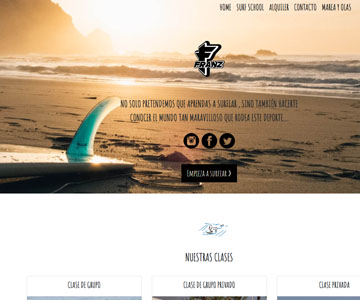 HOME SURF SCHOOL ALQUILER CONTACTO MAREA Y OLAS
FRANZ
NO SOLO PRETENDEMOS QUE APRENDAS A SURFEAR , SINO TAMBIÉN HACERTE
CONOCER EL MUNDO TAN MARAVILLOSO QUE RODEA ESTE DEPORTE...
EMPIEZA A SURFEAR ❯
NUESTRAS CLASES
CLASE DE GRUPO
CLASE DE GRUPO PRIVADO
CLASE PRIVADA